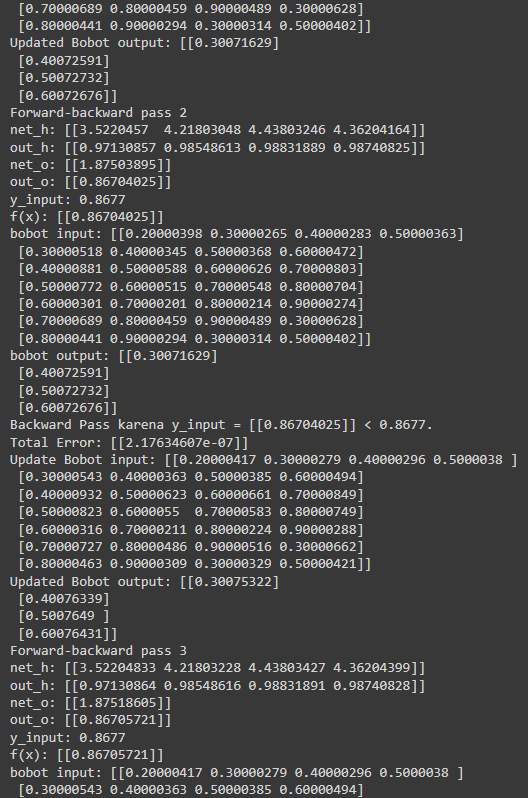 [0.70000689 0.80000459 0.90000489 0.30000628]
[0.80000441 0.90000294 0.30000314 0.50000402]]
Updated Bobot output: [[0.30071629]
[0.40072591]
[0.50072732]
[0.60072676]]
Forward-backward pass 2
net_h: [[3.5220457  4.21803048 4.43803246 4.36204164]]
out_h: [[0.97130857 0.98548613 0.98831889 0.98740825]]
net_o: [[1.87503895]]
out_o: [[0.86704025]]
y_input: 0.8677
f(x): [[0.86704025]]
bobot input: [[0.20000398 0.30000265 0.40000283 0.50000363]
[0.30000518 0.40000345 0.50000368 0.60000472]
[0.40000881 0.50000588 0.60000626 0.70000803]
[0.50000772 0.60000515 0.70000548 0.80000704]
[0.60000301 0.70000201 0.80000214 0.90000274]
[0.70000689 0.80000459 0.90000489 0.30000628]
[0.80000441 0.90000294 0.30000314 0.50000402]]
bobot output: [[0.30071629]
[0.40072591]
[0.50072732]
[0.60072676]]
Backward Pass karena y_input = [[0.86704025]] < 0.8677.
Total Error: [[2.17634607e-07]]
Update Bobot input: [[0.20000417 0.30000279 0.40000296 0.5000038 ]
[0.30000543 0.40000363 0.50000385 0.60000494]
[0.40000932 0.50000623 0.60000661 0.70000849]
[0.50000823 0.6000055  0.70000583 0.80000749]
[0.60000316 0.70000211 0.80000224 0.90000288]
[0.70000727 0.80000486 0.90000516 0.30000662]
[0.80000463 0.90000309 0.30000329 0.50000421]]
Updated Bobot output: [[0.30075322]
[0.40076339]
[0.5007649 ]
[0.60076431]]
Forward-backward pass 3
net_h: [[3.52204833 4.21803228 4.43803427 4.36204399]]
out_h: [[0.97130864 0.98548616 0.98831891 0.98740828]]
net_o: [[1.87518605]]
out_o: [[0.86705721]]
y_input: 0.8677
f(x): [[0.86705721]]
bobot input: [[0.20000417 0.30000279 0.40000296 0.5000038 ]
[0.30000543 0.40000363 0.50000385 0.60000494]